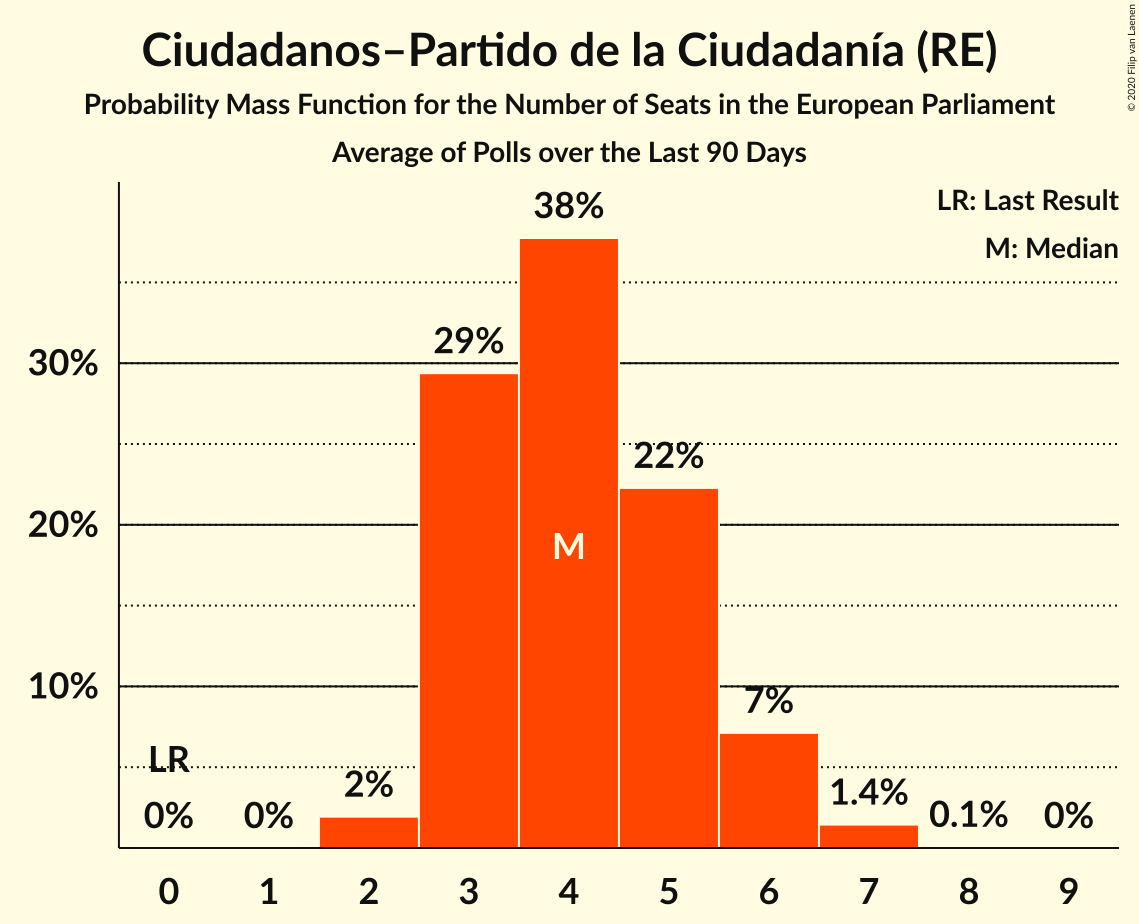 Ciudadanos–Partido de la Ciudadanía (RE)
Probability Mass Function for the Number of Seats in the European Parliament
Average of Polls over the Last 90 Days
© 2020 Filip van Laenen
LR: Last Result
M: Median
38%
29%
30%
22%
20%
M
10%
7%
LR
2%
1.4%
0% 0% 0.1% 0%
0 1 2 3 4 5 6 7 8 9